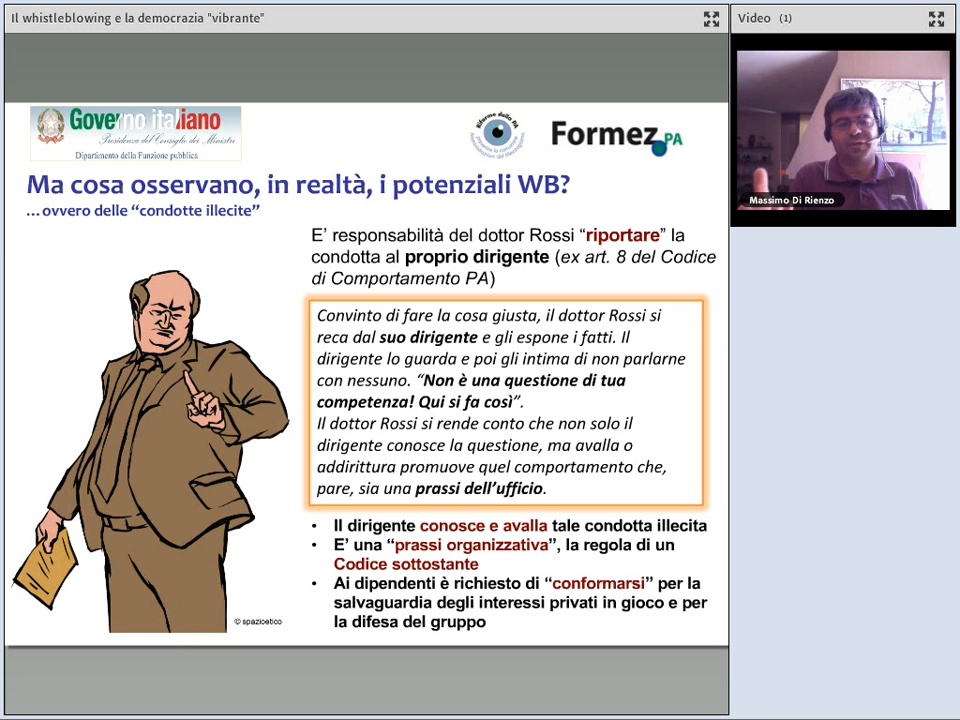 Il whistleblowing e la democrazia "vibrante"
Video (1)
Governo italiano
Presidenza del Consiglio dei Ministri
Dipartimento della Funzione pubblica
Riforma della PA
Formez PA
Massimo Di Rienzo
Ma cosa osservano, in realtà, i potenziali WB?
...ovvero delle “condotte illecite”
E’ responsabilità del dottor Rossi “riportare” la
condotta al proprio dirigente (ex art. 8 del Codice
di Comportamento PA)
Convinto di fare la cosa giusta, il dottor Rossi si
reca dal suo dirigente e gli espone i fatti. Il
dirigente lo guarda e poi gli intima di non parlarne
con nessuno. “Non è una questione di tua
competenza! Qui si fa così”.
Il dottor Rossi si rende conto che non solo il
dirigente conosce la questione, ma avalla o
addirittura promuove quel comportamento che,
pare, sia una prassi dell’ufficio.
• Il dirigente conosce e avalla tale condotta illecita
• E’ una “prassi organizzativa”, la regola di un
Codice sottostante
• Ai dipendenti è richiesto di “conformarsi” per la
salvaguardia degli interessi privati in gioco e per
la difesa del gruppo
© spazioetico